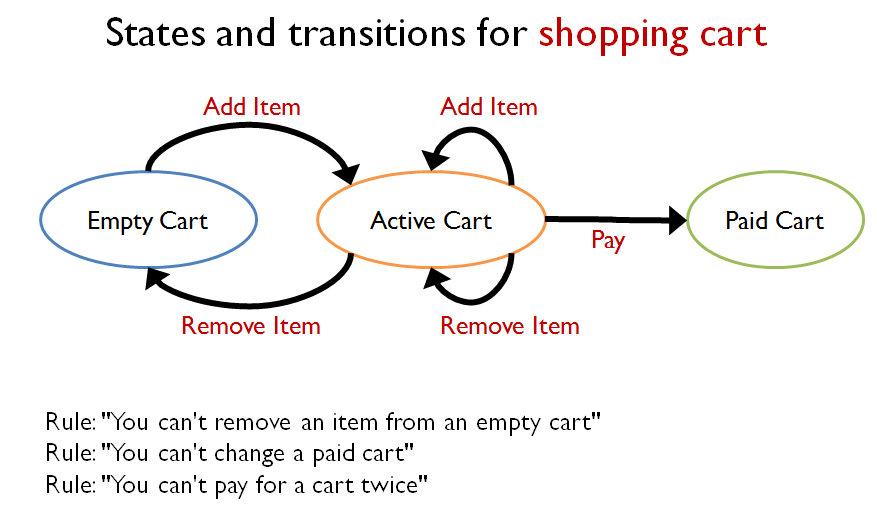 States and transitions for shopping cart
Add Item
Add Item
Empty Cart
Active Cart
Paid Cart
Pay
Remove Item
Remove Item
Rule: "You can't remove an item from an empty cart"
Rule: "You can't change a paid cart"
Rule: "You can't pay for a cart twice"